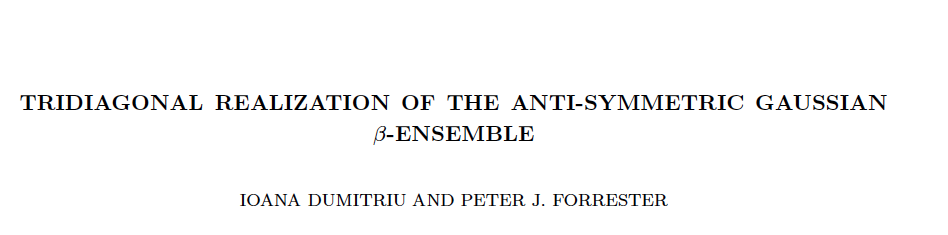 TRIDIAGONAL REALIZATION OF THE ANTI-SYMMETRIC GAUSSIAN
β-ENSEMBLE
IOANA DUMITRIU AND PETER J. FORRESTER